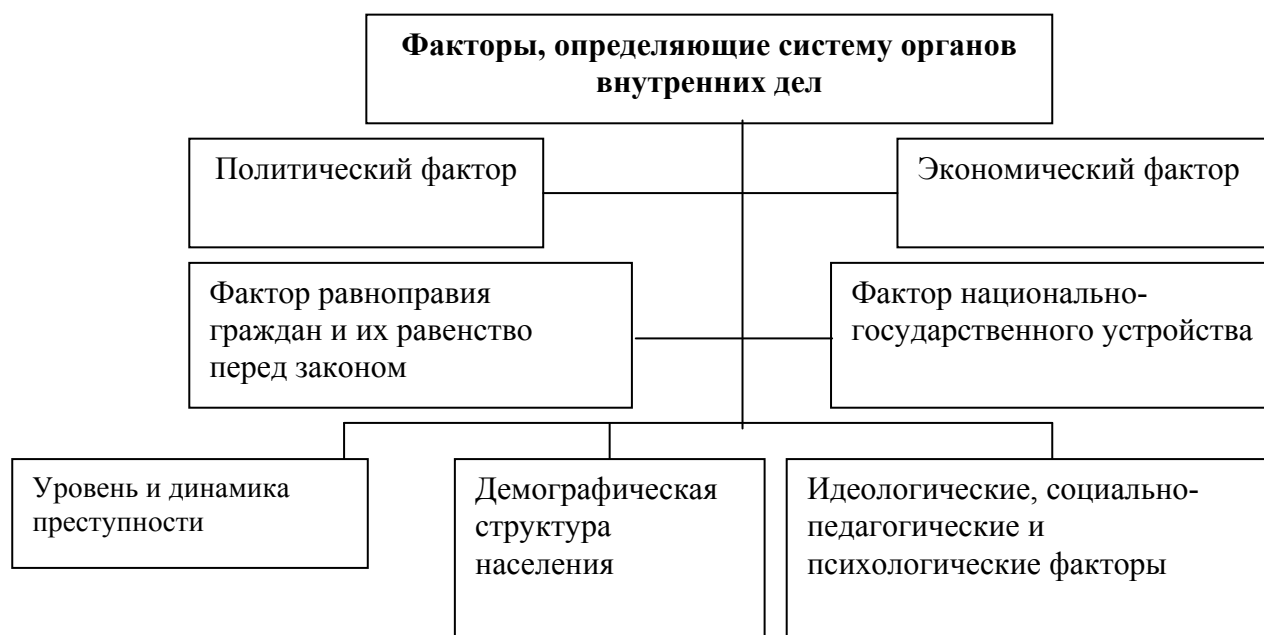 Факторы, определяющие систему органов
внутренних дел
Политический фактор
Экономический фактор
Фактор равноправия
граждан и их равенство
перед законом
Фактор национально-
государственного устройства
Уровень и динамика
преступности
Демографическая
структура
населения
Идеологические, социально-
педагогические и
психологические факторы